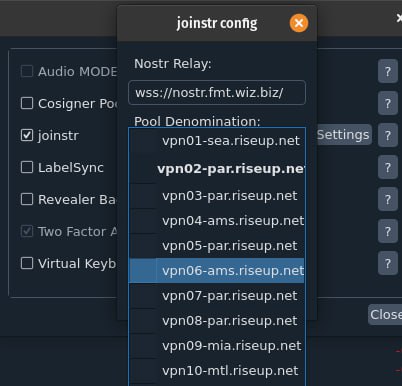 joinstr config
Nostr Relay:
wss://nostr.fmt.wiz.biz/
Pool Denomination:
vpn01-sea.riseup.net
vpn02-par.riseup.net
vpn03-par.riseup.net
vpn04-ams.riseup.net
vpn05-par.riseup.net
vpn06-ams.riseup.net
vpn07-par.riseup.net
vpn08-par.riseup.net
vpn09-mia.riseup.net
vpn10-mtl.riseup.net
Audio MODE
?
Cosigner Poo
?
joinstr
Settings
?
LabelSync
?
Revealer Ba
?
Two Factor A
?
Virtual Keyb
?
Close